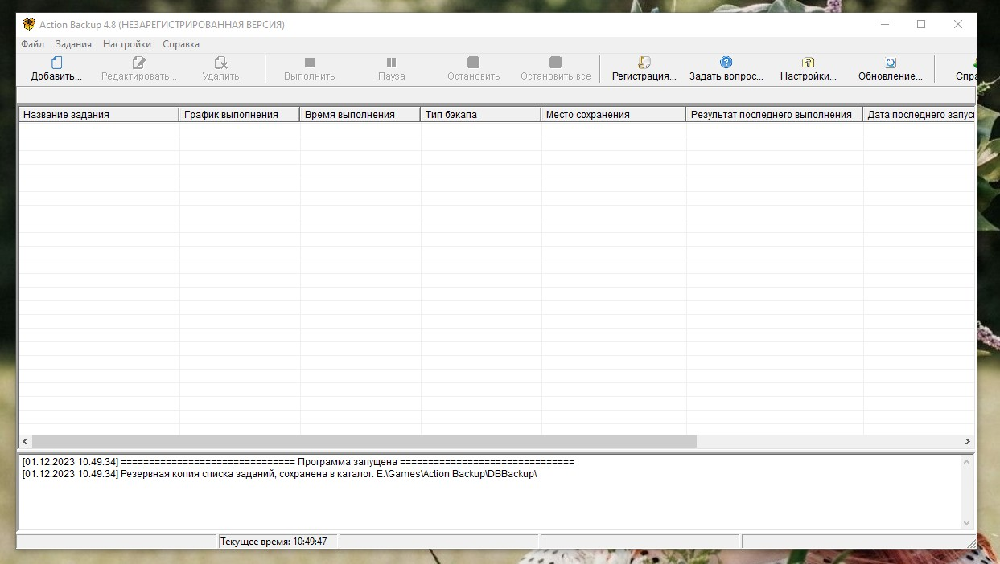 Action Backup 4.8 (НЕЗАРЕГИСТРИРОВАННАЯ ВЕРСИЯ)
Файл Задания Настройки Справка
Добавить... Редактировать... Удалить Выполнить Пауза Остановить Остановить все Регистрация... Задать вопрос... Настройки... Обновление... Спра
Название задания График выполнения Время выполнения Тип бэкапа Место сохранения Результат последнего выполнения Дата последнего запус
[01.12.2023 10:49:34] =============================== Программа запущена ===============================
[01.12.2023 10:49:34] Резервная копия списка заданий, сохранена в каталог: E:\Games\Action Backup\DBBackup\
Текущее время: 10:49:47